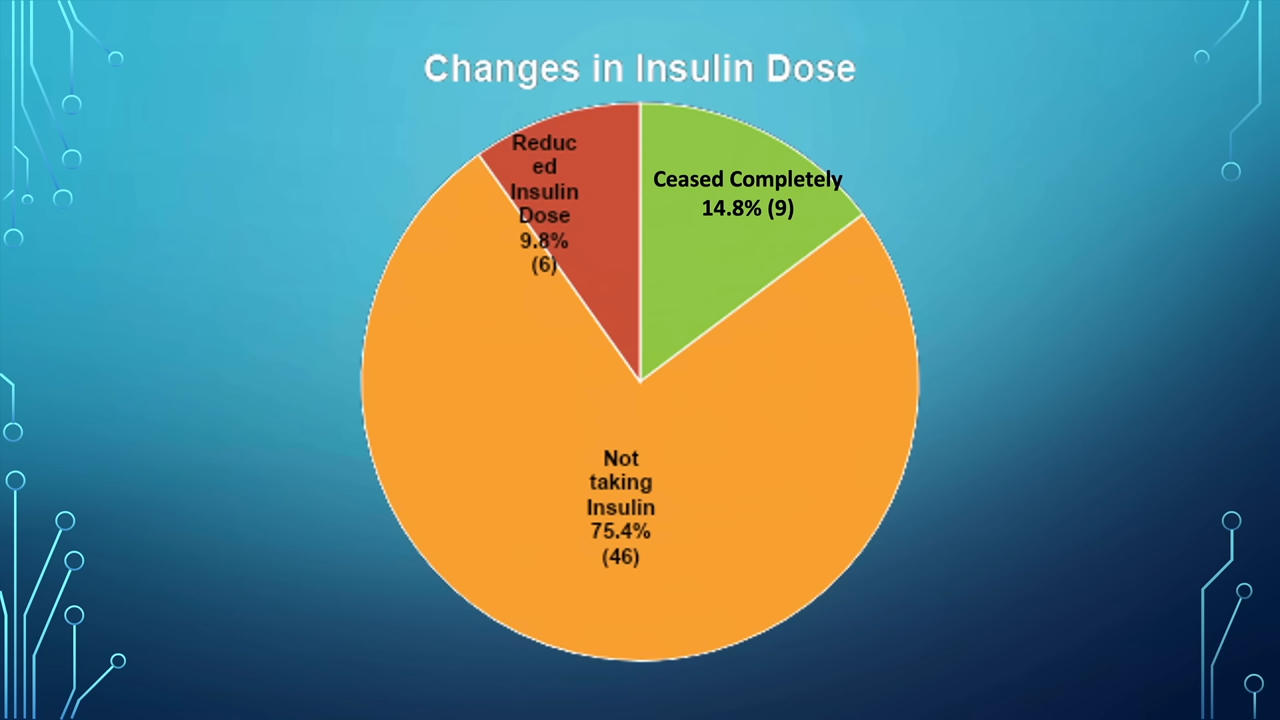 Changes in Insulin Dose
Reduc
ed
Insulin
Dose
9.8%
(6)
Ceased Completely
14.8% (9)
Not
taking
Insulin
75.4%
(46)